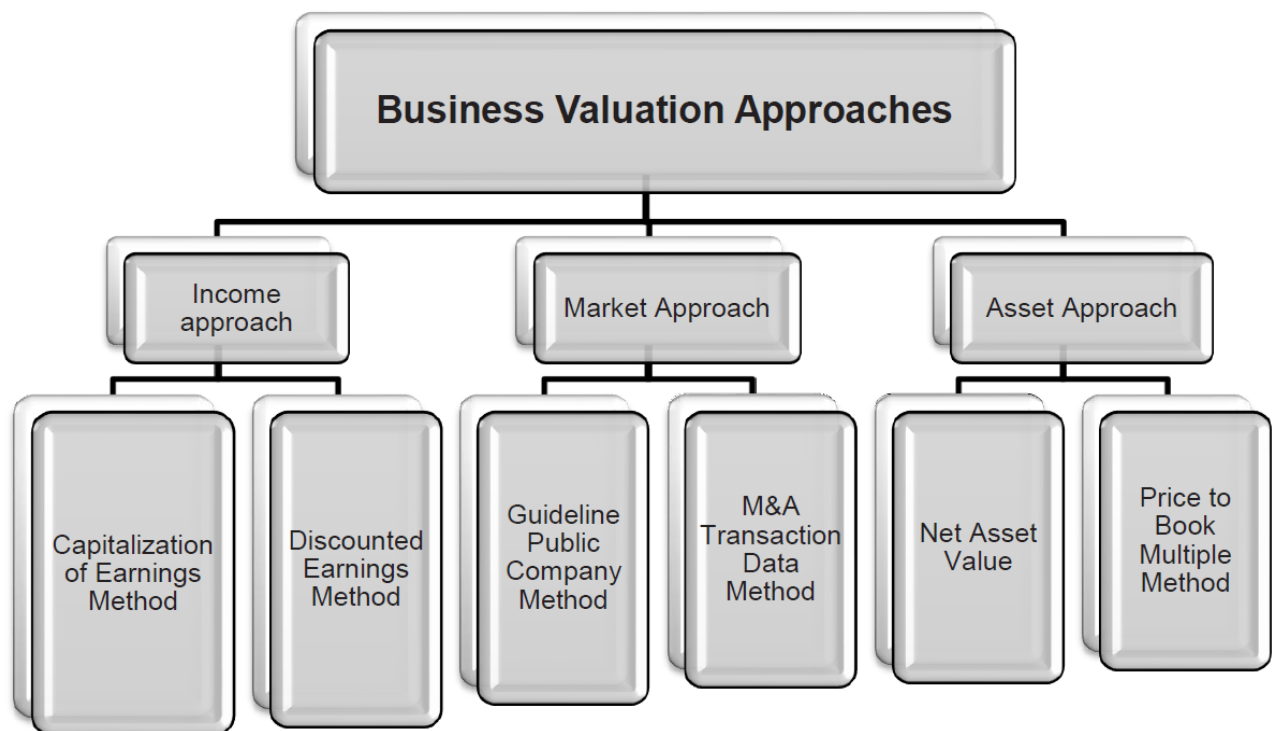 Business Valuation Approaches
Income
approach
Market Approach
Asset Approach
Capitalization
of Earnings
Method
Discounted
Earnings
Method
Guideline
Public
Company
Method
M&A
Transaction
Data
Method
Net Asset
Value
Price to
Book
Multiple
Method